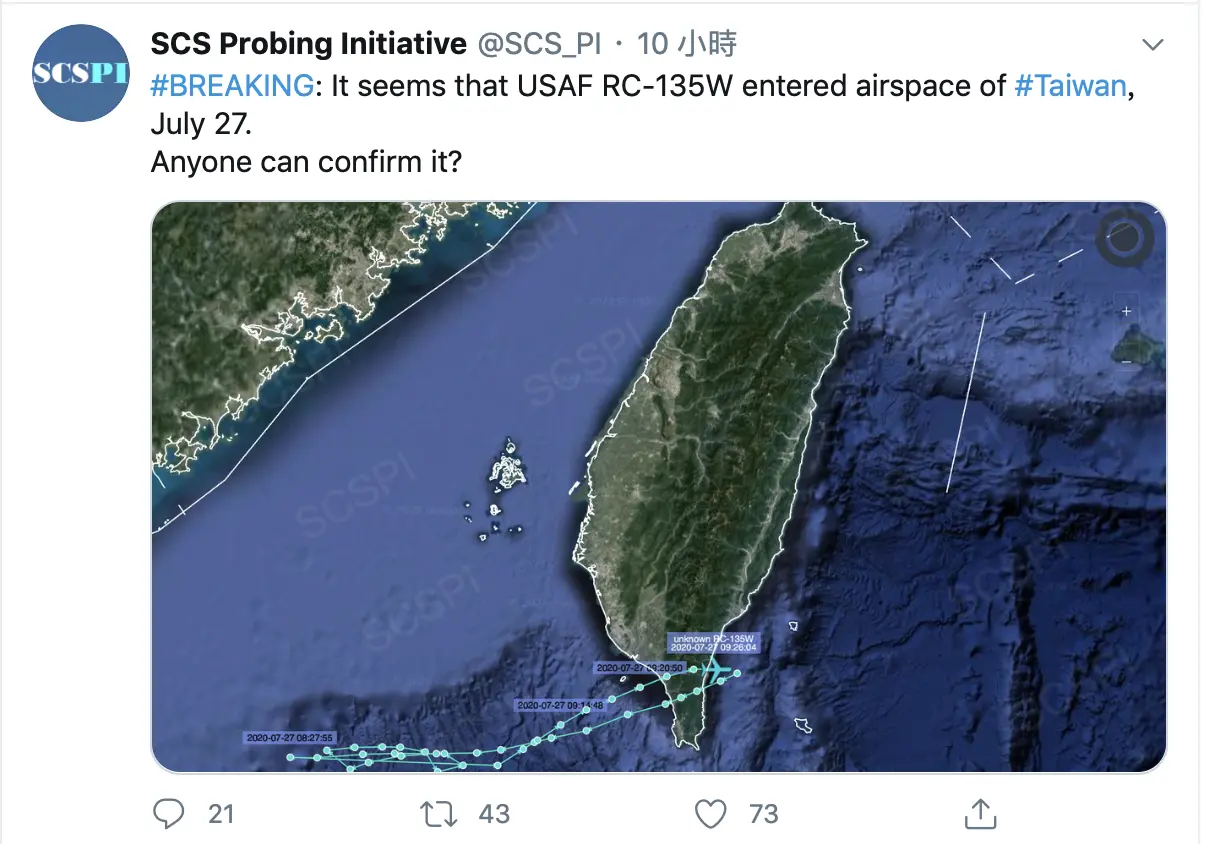 SCS Probing Initiative @SCS_PI · 10 小時
SCSPI
#BREAKING: It seems that USAF RC-135W entered airspace of #Taiwan,
July 27.
Anyone can confirm it?
SCSPI
SCSPI
SCSPI
SCSPI
unknown RC-135W
2020-07-27 09:26:04
2020-07-27 09:20:50
2020-07-27 09:14:48
2020-07-27 08:27:55
21 43 73